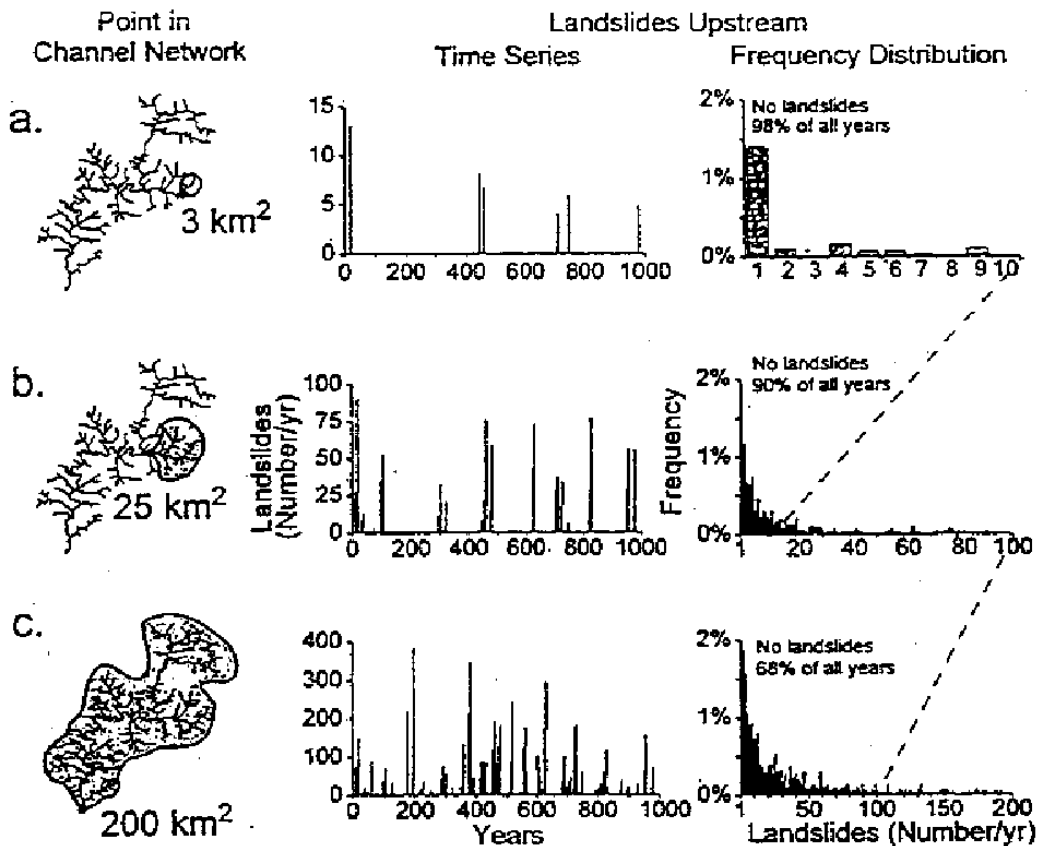 Point in
Channel Network
Landslides Upstream
Time Series
Frequency Distribution
a.
3 km²
15
10
5
0
0 200 400 600 800 1000
2%
1%
0%
No landslides
98% of all years
1 2 3 4 5 6 7 8 9 10
b.
25 km²
Landslides
(Number/yr)
100
75
50
25
0
0 200 400 600 800 1000
Frequency
2%
1%
0%
No landslides
90% of all years
1 20 40 60 80 100
c.
200 km²
400
300
200
100
0
0 200 400 600 800 1000
Years
2%
1%
0%
No landslides
68% of all years
1 50 100 150 200
Landslides (Number/yr)